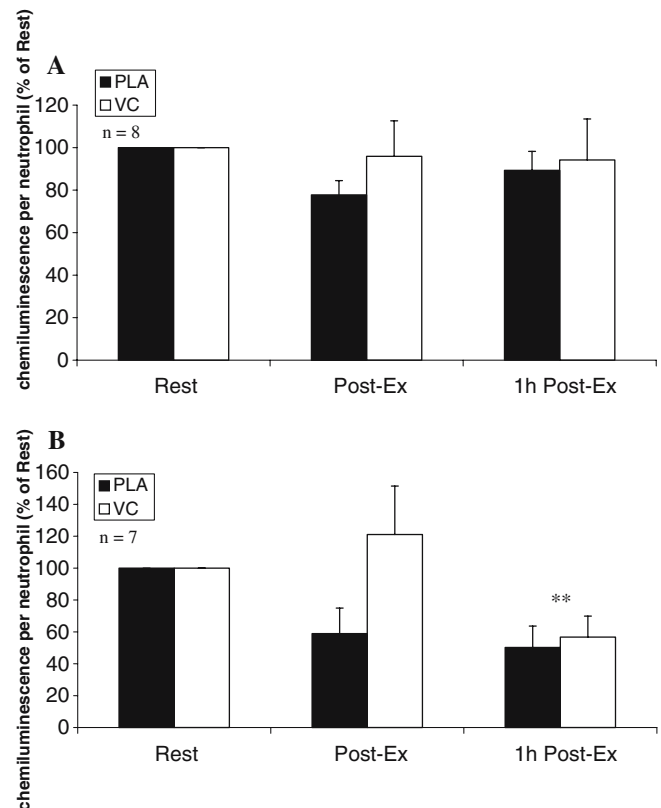 A
chemiluminescence per neutrophil (% of Rest)
PLA
VC
n = 8
120
100
80
60
40
20
0
Rest Post-Ex 1h Post-Ex
B
chemiluminescence per neutrophil (% of Rest)
PLA
VC
n = 7
160
140
120
100
80
60
40
20
0
**
Rest Post-Ex 1h Post-Ex